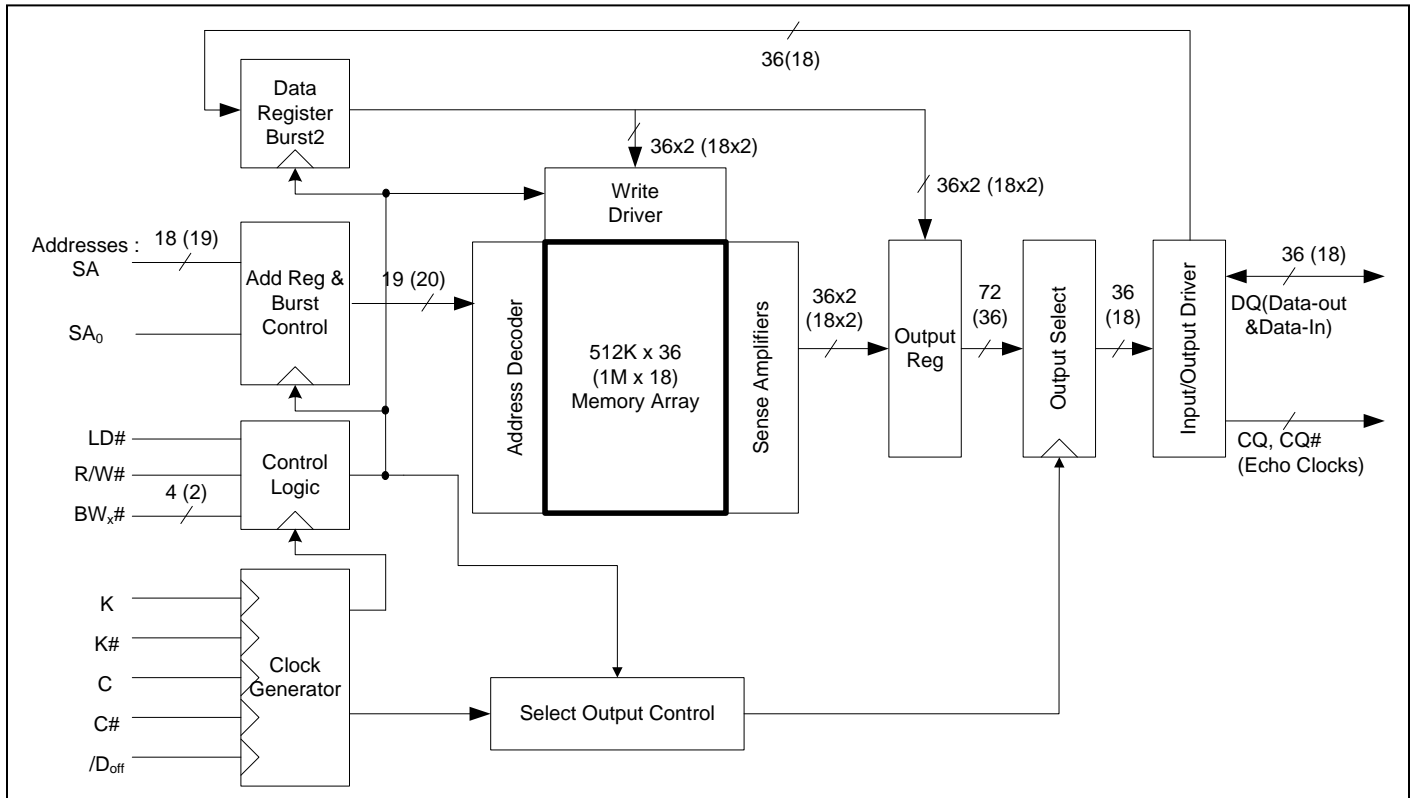 36(18)
Data
Register
Burst2
36x2 (18x2)
36x2 (18x2)
Write
Driver
Addresses :
SA
18 (19)
SA₀
Add Reg &
Burst
Control
19 (20)
Address Decoder
512K x 36
(1M x 18)
Memory Array
Sense Amplifiers
36x2
(18x2)
Output
Reg
72
(36)
Output Select
36
(18)
Input/Output Driver
36 (18)
DQ(Data-out
&Data-In)
CQ, CQ#
(Echo Clocks)
LD#
R/W#
BWₓ#
4 (2)
Control
Logic
K
K#
C
C#
/Doff
Clock
Generator
Select Output Control